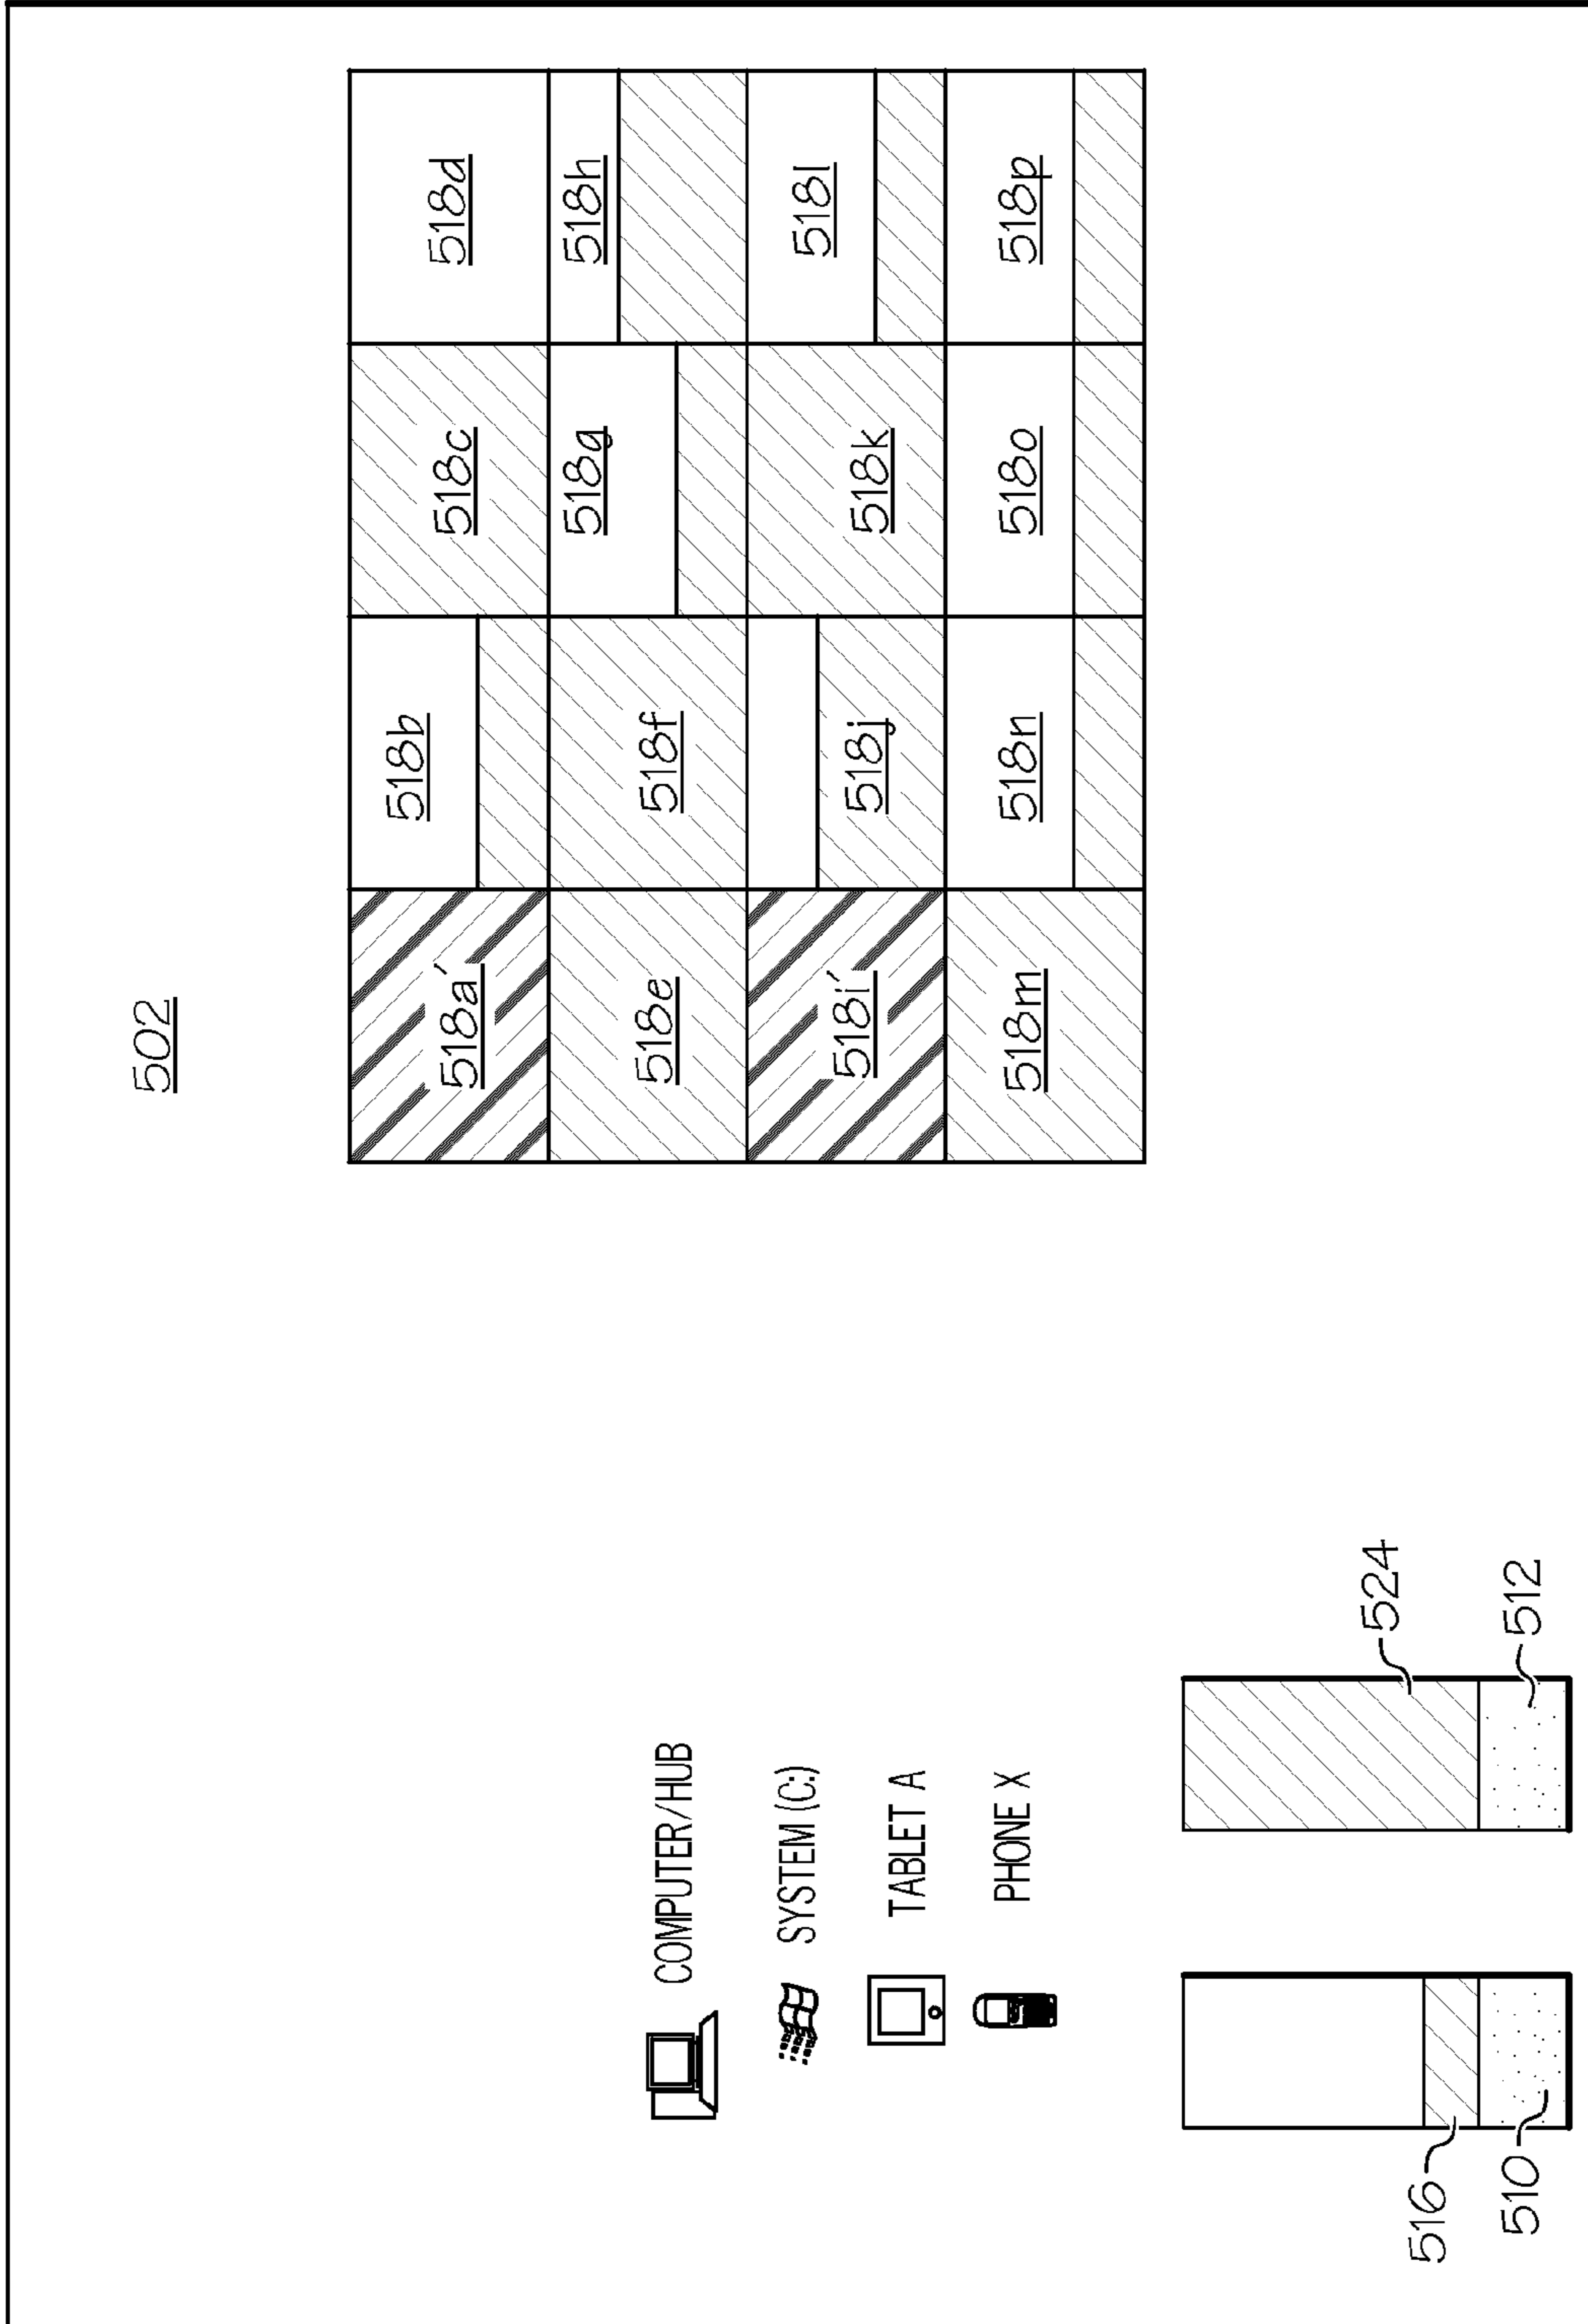 502
518a′ 518b 518c 518d
518e 518f 518g 518h
518i′ 518j 518k 518l
518m 518n 518o 518p
COMPUTER/HUB
SYSTEM (C:)
TABLET A
PHONE X
516
510
524
512